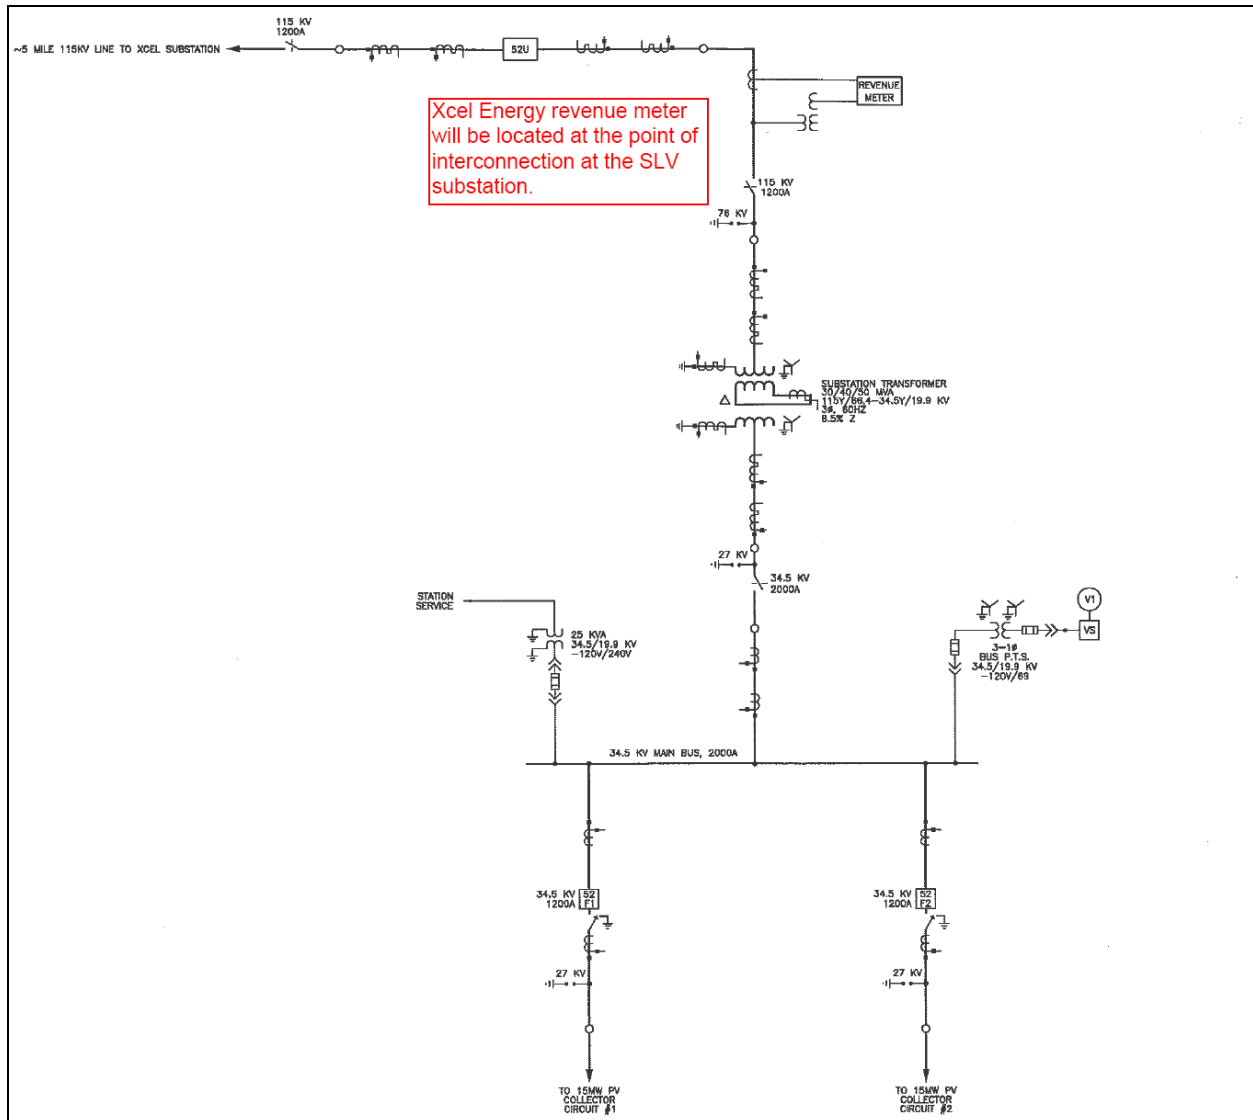 115 KV
1200A
~5 MILE 115KV LINE TO XCEL SUBSTATION
52U
REVENUE
METER
Xcel Energy revenue meter
will be located at the point of
interconnection at the SLV
substation.
115 KV
1200A
76 KV
SUBSTATION TRANSFORMER
30/40/50 MVA
115Y/66.4-34.5Y/19.9 KV
3ø, 60HZ
8.5% Z
27 KV
34.5 KV
2000A
STATION
SERVICE
25 KVA
34.5/19.9 KV
-120V/240V
V1
VS
3-1ø
BUS P.T.S.
34.5/19.9 KV
-120V/69
34.5 KV MAIN BUS, 2000A
34.5 KV
1200A
52
F1
34.5 KV
1200A
52
F2
27 KV
27 KV
TO 15MW PV
COLLECTOR
CIRCUIT #1
TO 15MW PV
COLLECTOR
CIRCUIT #2